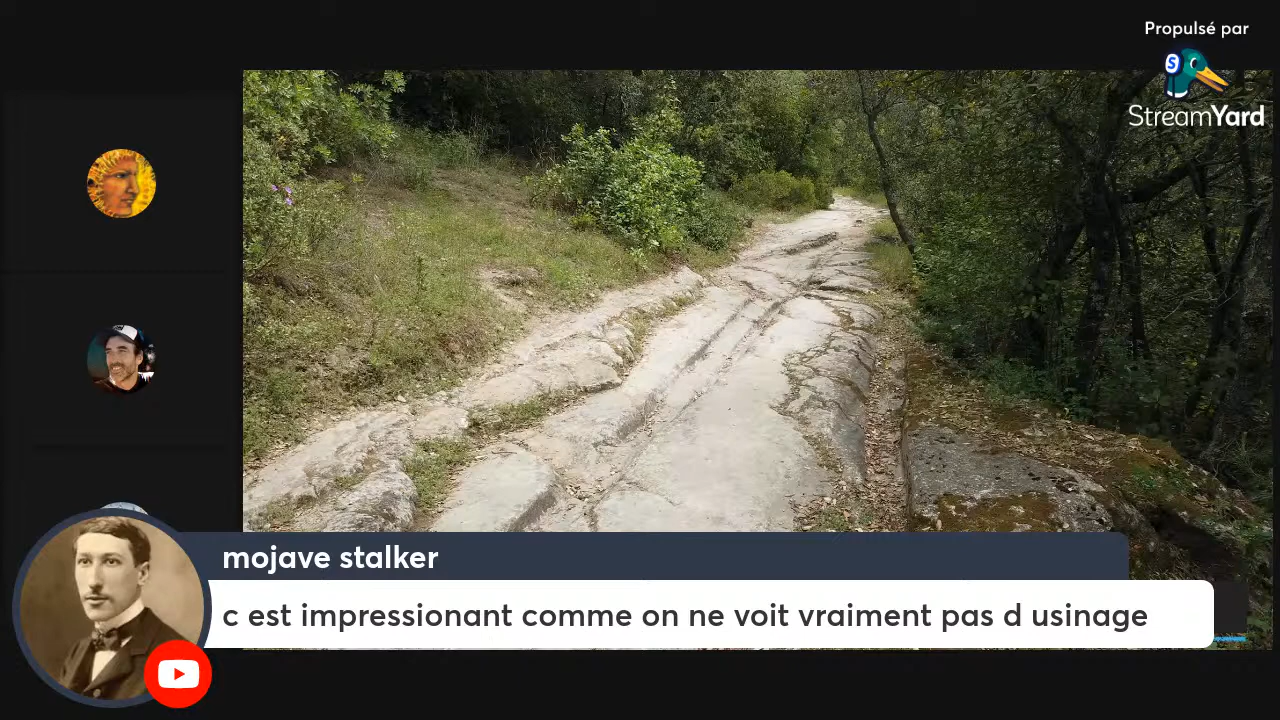 Propulsé par
StreamYard
mojave stalker
c est impressionant comme on ne voit vraiment pas d usinage